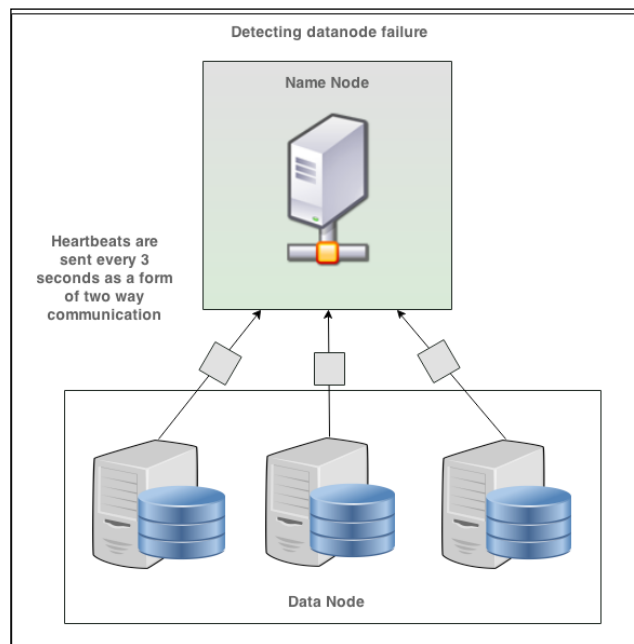 Detecting datanode failure
Name Node
Heartbeats are
sent every 3
seconds as a form
of two way
communication
Data Node